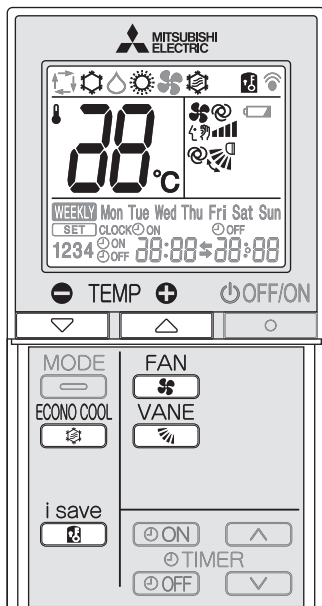 MITSUBISHI
ELECTRIC
88°C
WEEKLY Mon Tue Wed Thu Fri Sat Sun
SET CLOCK ON OFF
1234 ON OFF 88:88 88:88
TEMP OFF/ON
MODE FAN
ECONO COOL VANE
i save
ON
TIMER
OFF